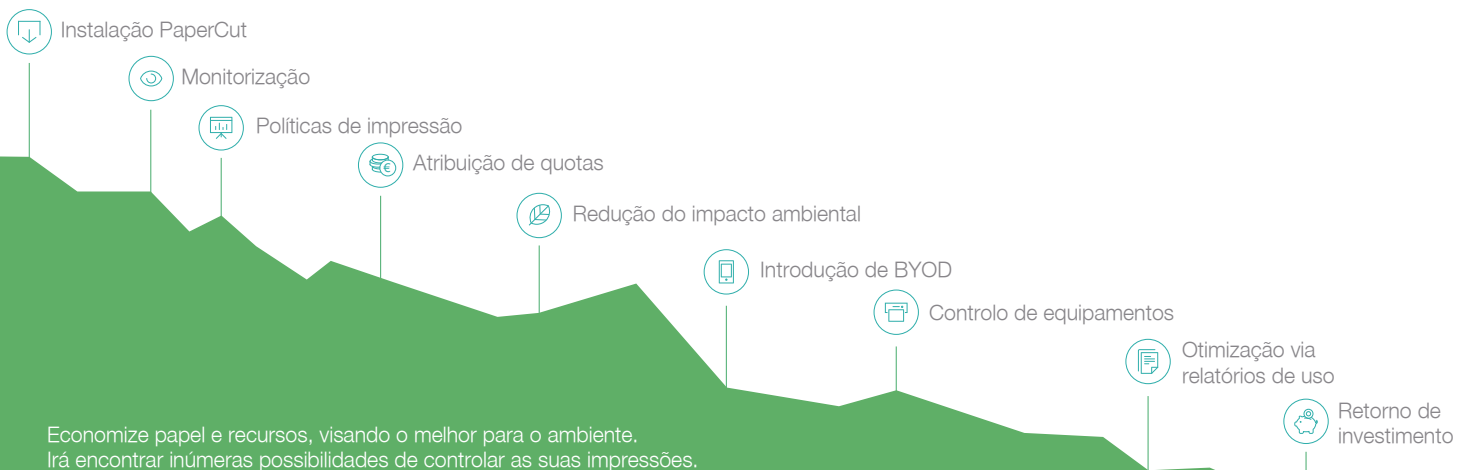 Instalação PaperCut
Monitorização
Políticas de impressão
Atribuição de quotas
Redução do impacto ambiental
Introdução de BYOD
Controlo de equipamentos
Otimização via
relatórios de uso
Retorno de
investimento
Economize papel e recursos, visando o melhor para o ambiente.
Irá encontrar inúmeras possibilidades de controlar as suas impressões.